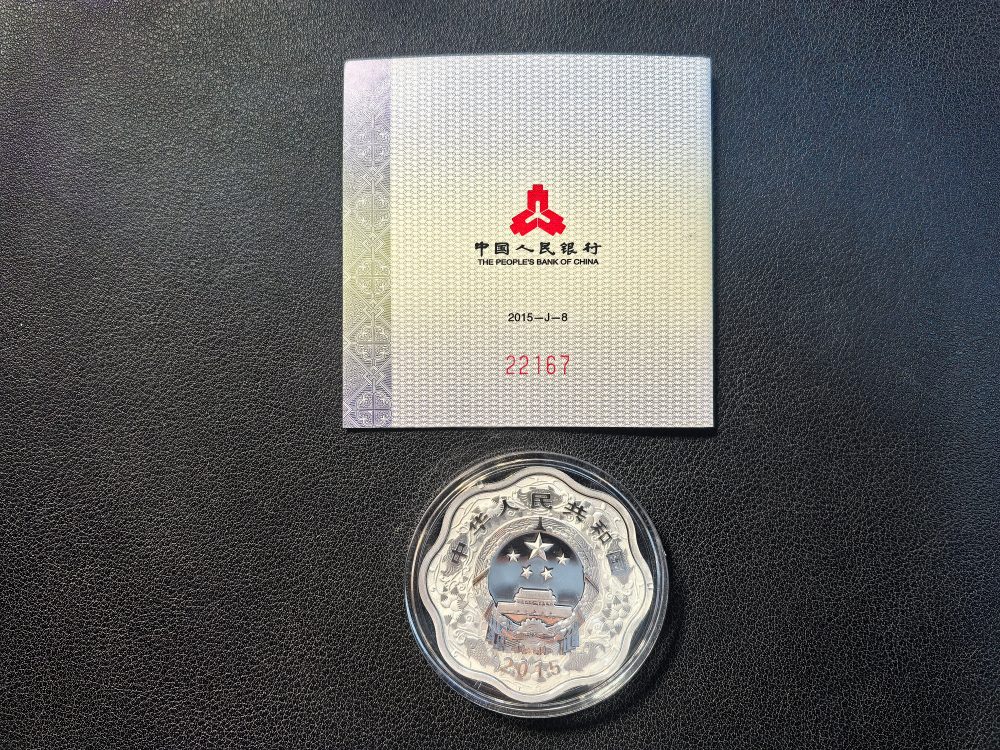 中国人民银行
THE PEOPLE'S BANK OF CHINA
2015—J—8
22167
中华人民共和国
2015